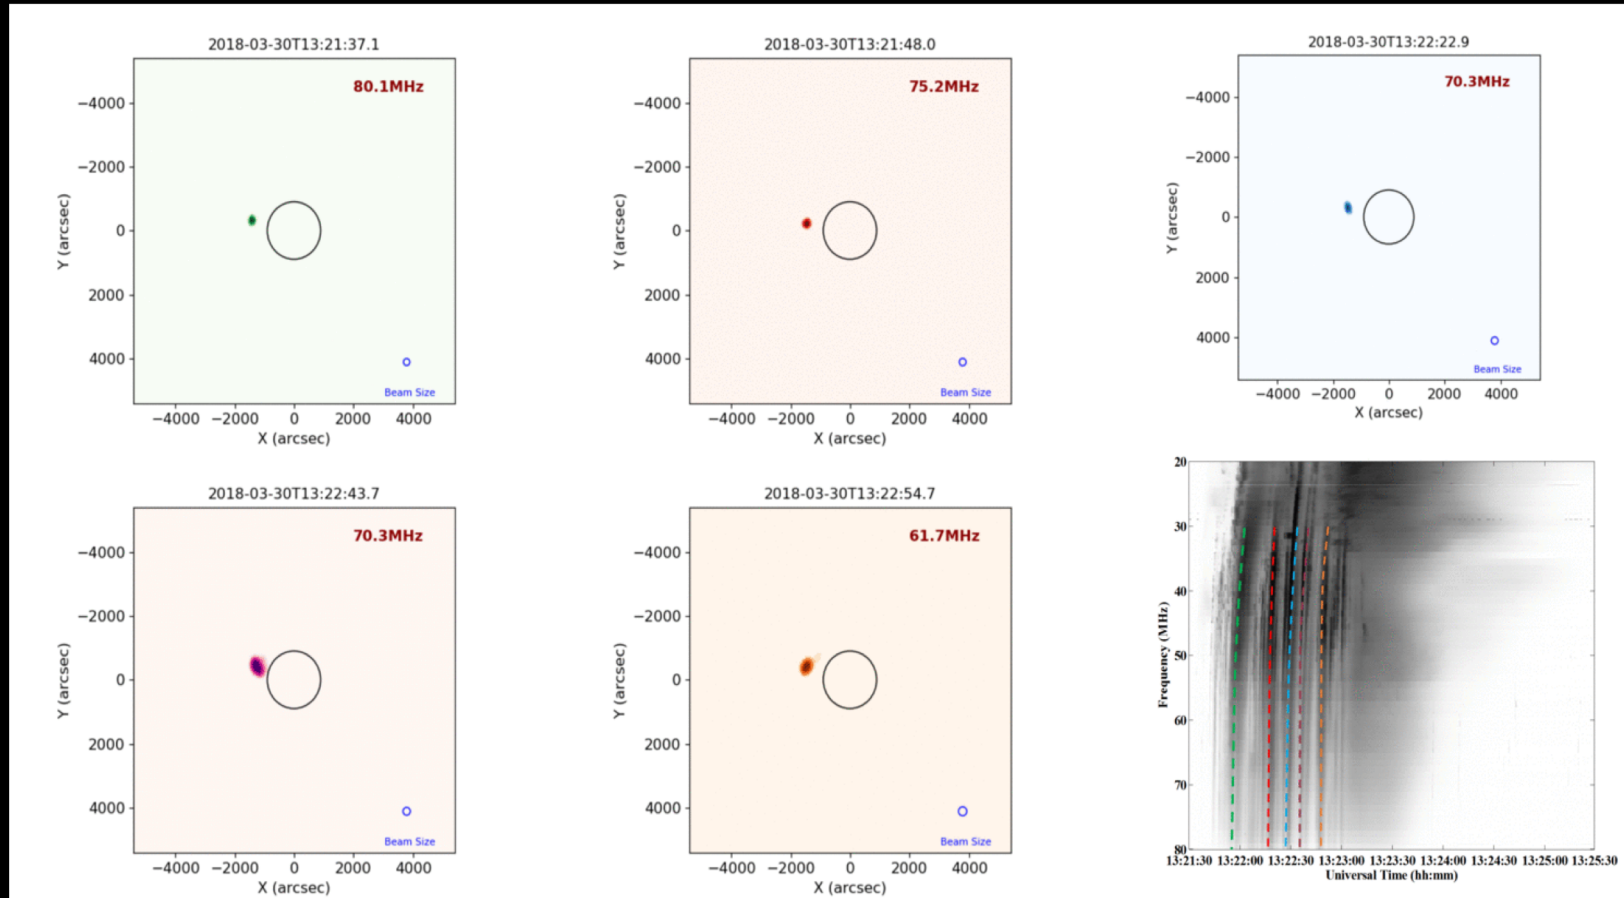 2018-03-30T13:21:37.1
80.1MHz
−4000
−2000
0
2000
4000
Y (arcsec)
Beam Size
−4000 −2000 0 2000 4000
X (arcsec)
2018-03-30T13:21:48.0
75.2MHz
−4000
−2000
0
2000
4000
Y (arcsec)
Beam Size
−4000 −2000 0 2000 4000
X (arcsec)
2018-03-30T13:22:22.9
70.3MHz
−4000
−2000
0
2000
4000
Y (arcsec)
Beam Size
−4000 −2000 0 2000 4000
X (arcsec)
2018-03-30T13:22:43.7
70.3MHz
−4000
−2000
0
2000
4000
Y (arcsec)
Beam Size
−4000 −2000 0 2000 4000
X (arcsec)
2018-03-30T13:22:54.7
61.7MHz
−4000
−2000
0
2000
4000
Y (arcsec)
Beam Size
−4000 −2000 0 2000 4000
X (arcsec)
20
30
40
50
60
70
80
Frequency (MHz)
13:21:30 13:22:00 13:22:30 13:23:00 13:23:30 13:24:00 13:24:30 13:25:00 13:25:30
Universal Time (hh:mm)